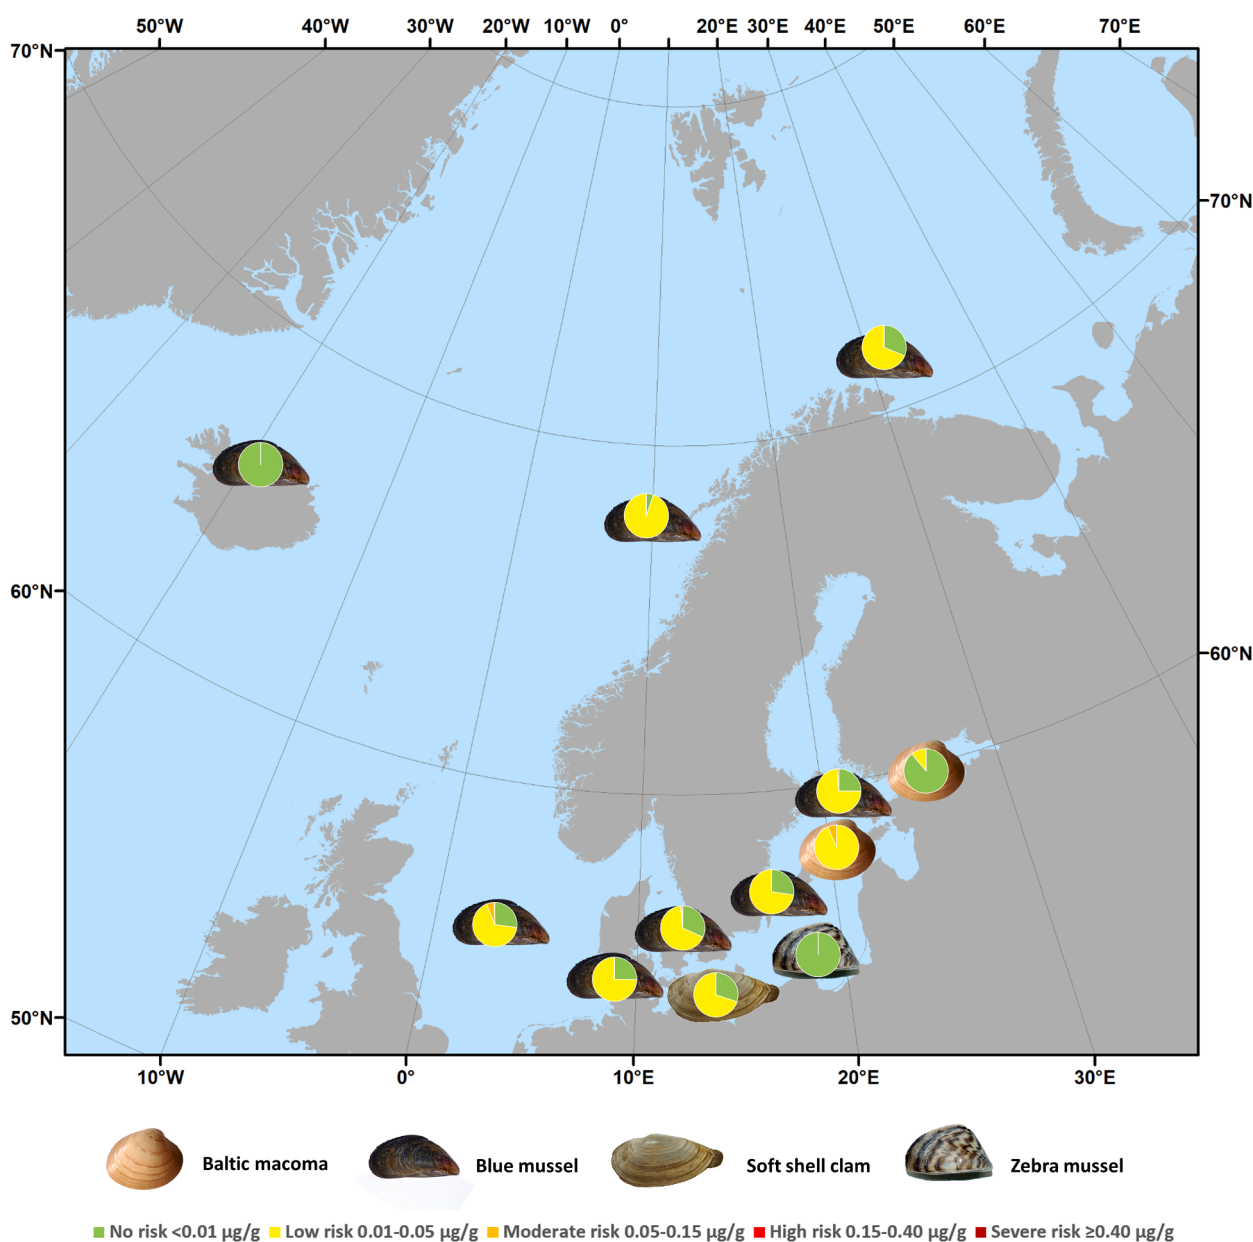 50°W 40°W 30°W 20°W 10°W 0° 20°E 30°E 40°E 50°E 60°E 70°E
70°N
70°N
60°N
60°N
50°N
10°W 0° 10°E 20°E 30°E
Baltic macoma Blue mussel Soft shell clam Zebra mussel
No risk <0.01 µg/g Low risk 0.01-0.05 µg/g Moderate risk 0.05-0.15 µg/g High risk 0.15-0.40 µg/g Severe risk ≥0.40 µg/g